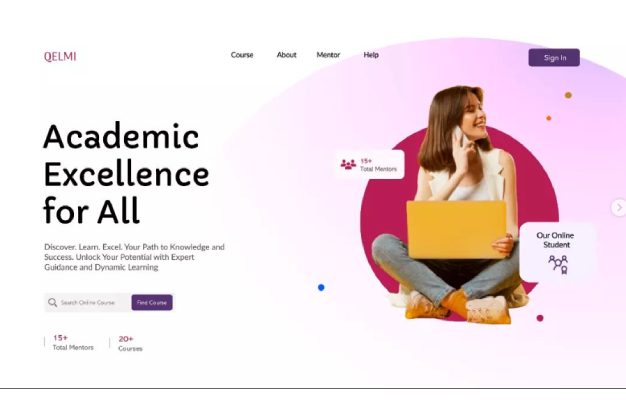 QELMI
Course About Mentor Help
Sign In
Academic
Excellence
for All
Discover. Learn. Excel. Your Path to Knowledge and
Success. Unlock Your Potential with Expert
Guidance and Dynamic Learning
Search Online Course
Find Course
15+
Total Mentors
20+
Courses
15+
Total Mentors
Our Online
Student